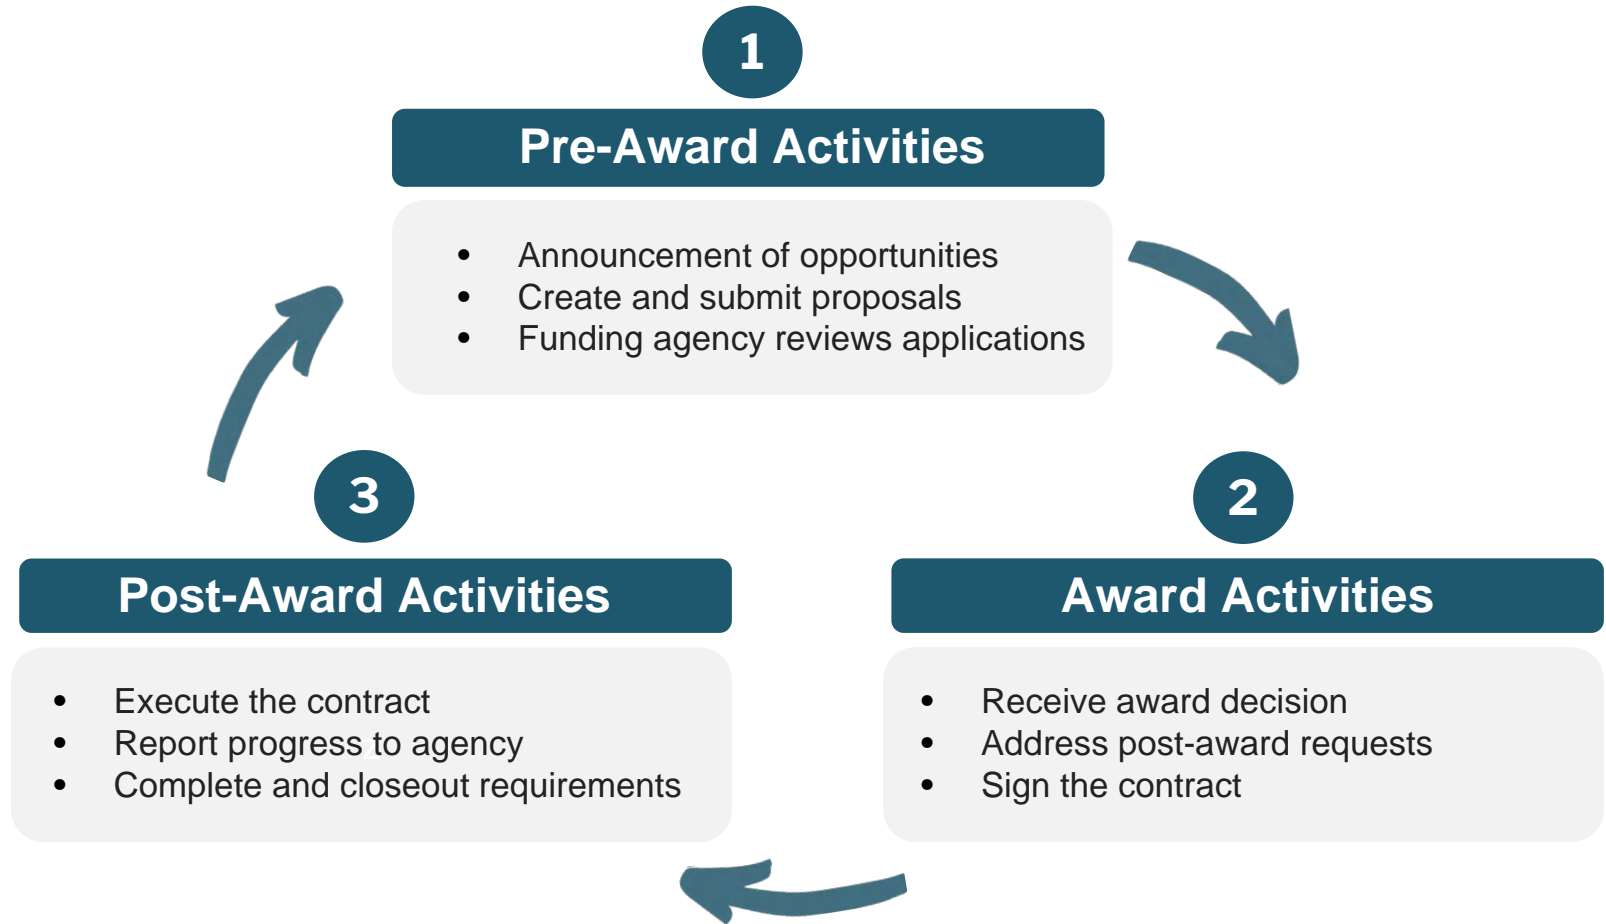 1
Pre-Award Activities
• Announcement of opportunities
• Create and submit proposals
• Funding agency reviews applications
2
Award Activities
• Receive award decision
• Address post-award requests
• Sign the contract
3
Post-Award Activities
• Execute the contract
• Report progress to agency
• Complete and closeout requirements